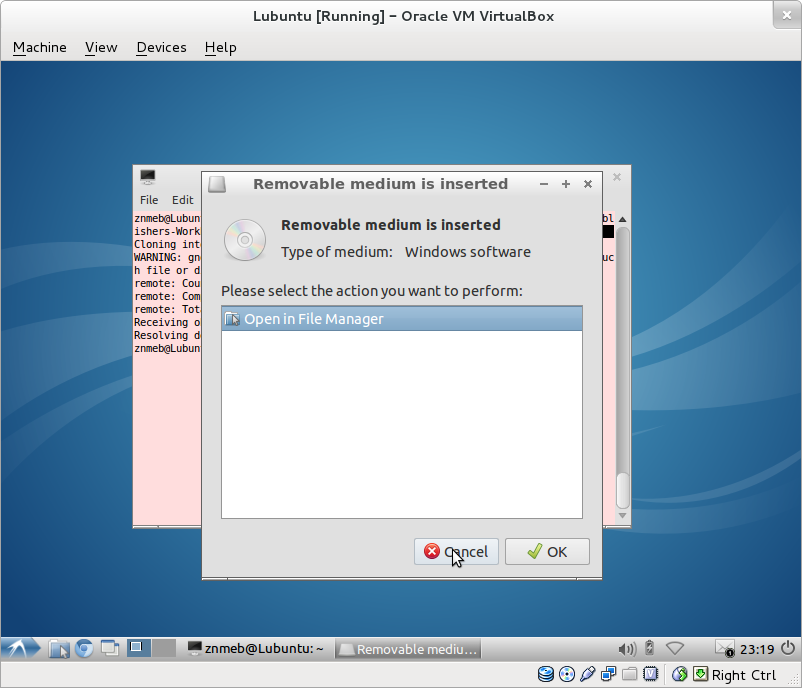 Lubuntu [Running] – Oracle VM VirtualBox
Machine View Devices Help
File Edit
Removable medium is inserted
Removable medium is inserted
Type of medium: Windows software
Please select the action you want to perform:
Open in File Manager
Cancel OK
znmeb@Lubun bl
ishers-Work
Cloning int
WARNING: gn uc
h file or d
remote: Cou
remote: Com
remote: Tot
Receiving o
Resolving d
znmeb@Lubun
znmeb@Lubuntu: ~ Removable mediu... 23:19
Right Ctrl